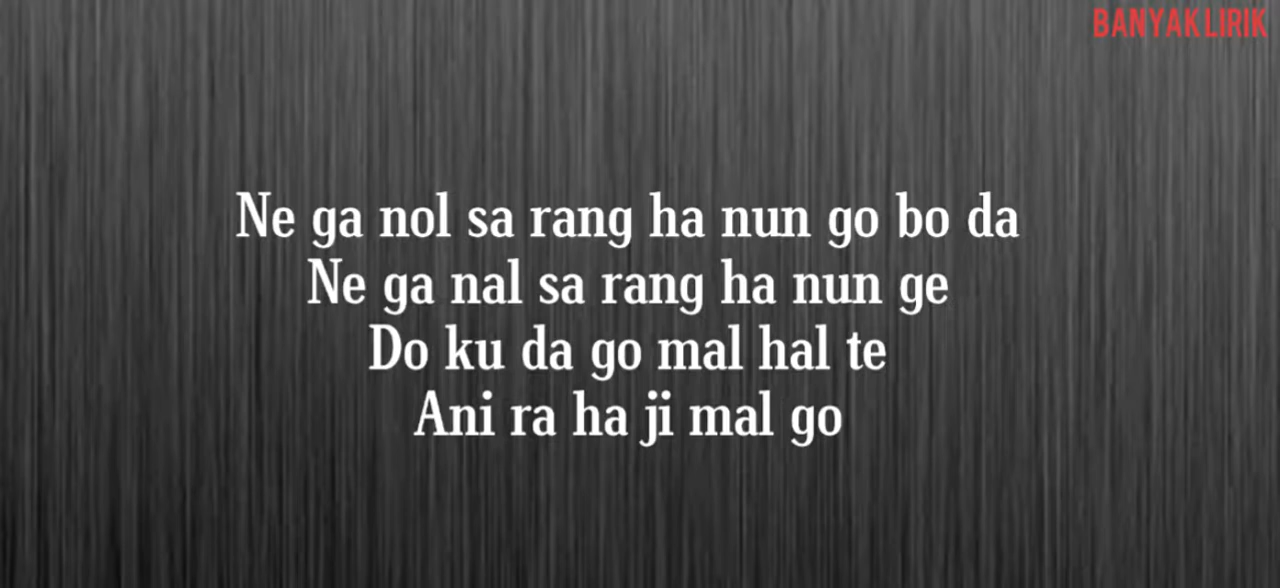 BANYAKLIRIK
Ne ga nol sa rang ha nun go bo da
Ne ga nal sa rang ha nun ge
Do ku da go mal hal te
Ani ra ha ji mal go